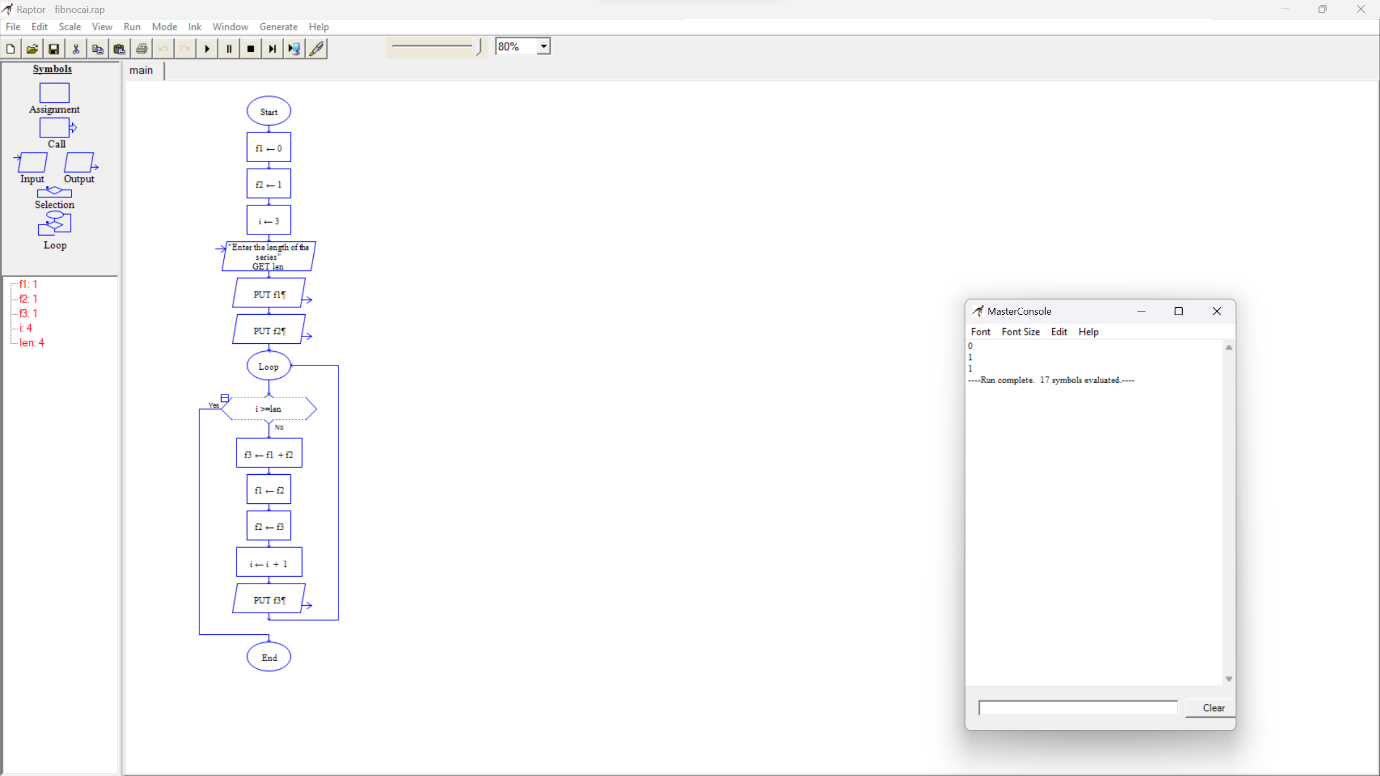 Raptor - fibnocai.rap
File Edit Scale View Run Mode Ink Window Generate Help
80%
Symbols
Assignment
Call
Input Output
Selection
Loop
f1: 1
f2: 1
f3: 1
i: 4
len: 4
main
Start
f1 ← 0
f2 ← 1
i ← 3
"Enter the length of the
series"
GET len
PUT f1¶
PUT f2¶
Loop
Yes
i >=len
No
f3 ← f1 + f2
f1 ← f2
f2 ← f3
i ← i + 1
PUT f3¶
End
MasterConsole
Font Font Size Edit Help
0
1
1
----Run complete. 17 symbols evaluated.----
Clear